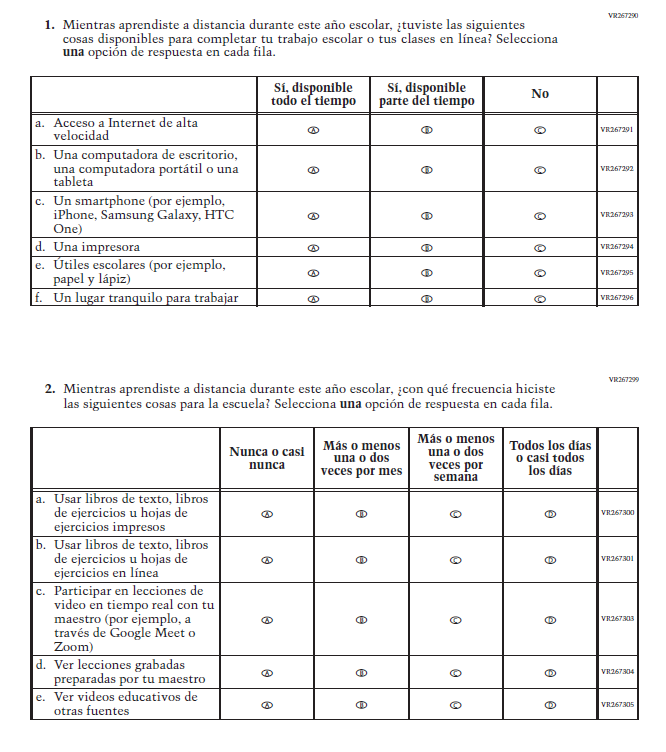 VR267290
1. Mientras aprendiste a distancia durante este año escolar, ¿tuviste las siguientes
cosas disponibles para completar tu trabajo escolar o tus clases en línea? Selecciona
una opción de respuesta en cada fila.
Sí, disponible
todo el tiempo
Sí, disponible
parte del tiempo
No
a. Acceso a Internet de alta
velocidad
A B C VR267291
b. Una computadora de escritorio,
una computadora portátil o una
tableta
A B C VR267292
c. Un smartphone (por ejemplo,
iPhone, Samsung Galaxy, HTC
One)
A B C VR267293
d. Una impresora A B C VR267294
e. Útiles escolares (por ejemplo,
papel y lápiz)
A B C VR267295
f. Un lugar tranquilo para trabajar A B C VR267296
VR267299
2. Mientras aprendiste a distancia durante este año escolar, ¿con qué frecuencia hiciste
las siguientes cosas para la escuela? Selecciona una opción de respuesta en cada fila.
Nunca o casi
nunca
Más o menos
una o dos
veces por mes
Más o menos
una o dos
veces por
semana
Todos los días
o casi todos
los días
a. Usar libros de texto, libros
de ejercicios u hojas de
ejercicios impresos
A B C D VR267300
b. Usar libros de texto, libros
de ejercicios u hojas de
ejercicios en línea
A B C D VR267301
c. Participar en lecciones de
video en tiempo real con tu
maestro (por ejemplo, a
través de Google Meet o
Zoom)
A B C D VR267303
d. Ver lecciones grabadas
preparadas por tu maestro
A B C D VR267304
e. Ver videos educativos de
otras fuentes
A B C D VR267305